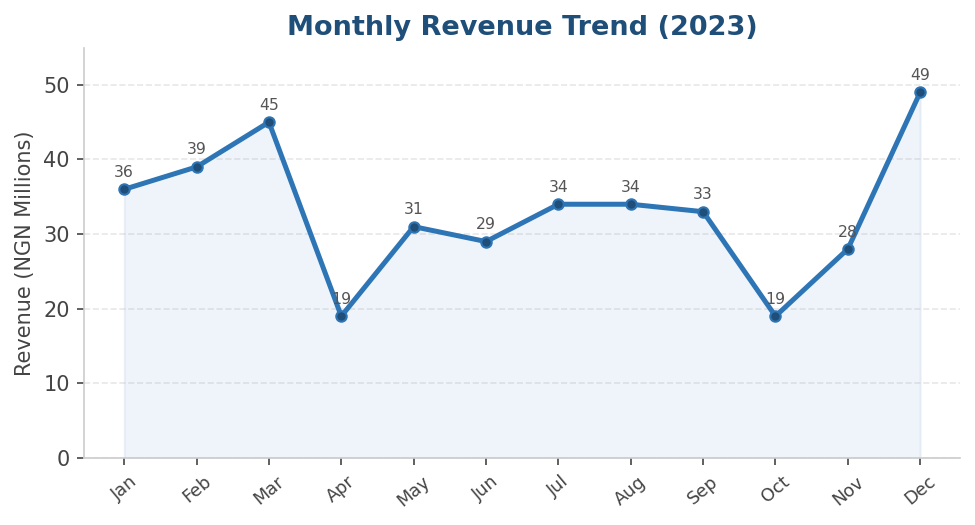 Monthly Revenue Trend (2023)
Revenue (NGN Millions)
50
40
30
20
10
0
36
39
45
19
31
29
34
34
33
19
28
49
Jan
Feb
Mar
Apr
May
Jun
Jul
Aug
Sep
Oct
Nov
Dec